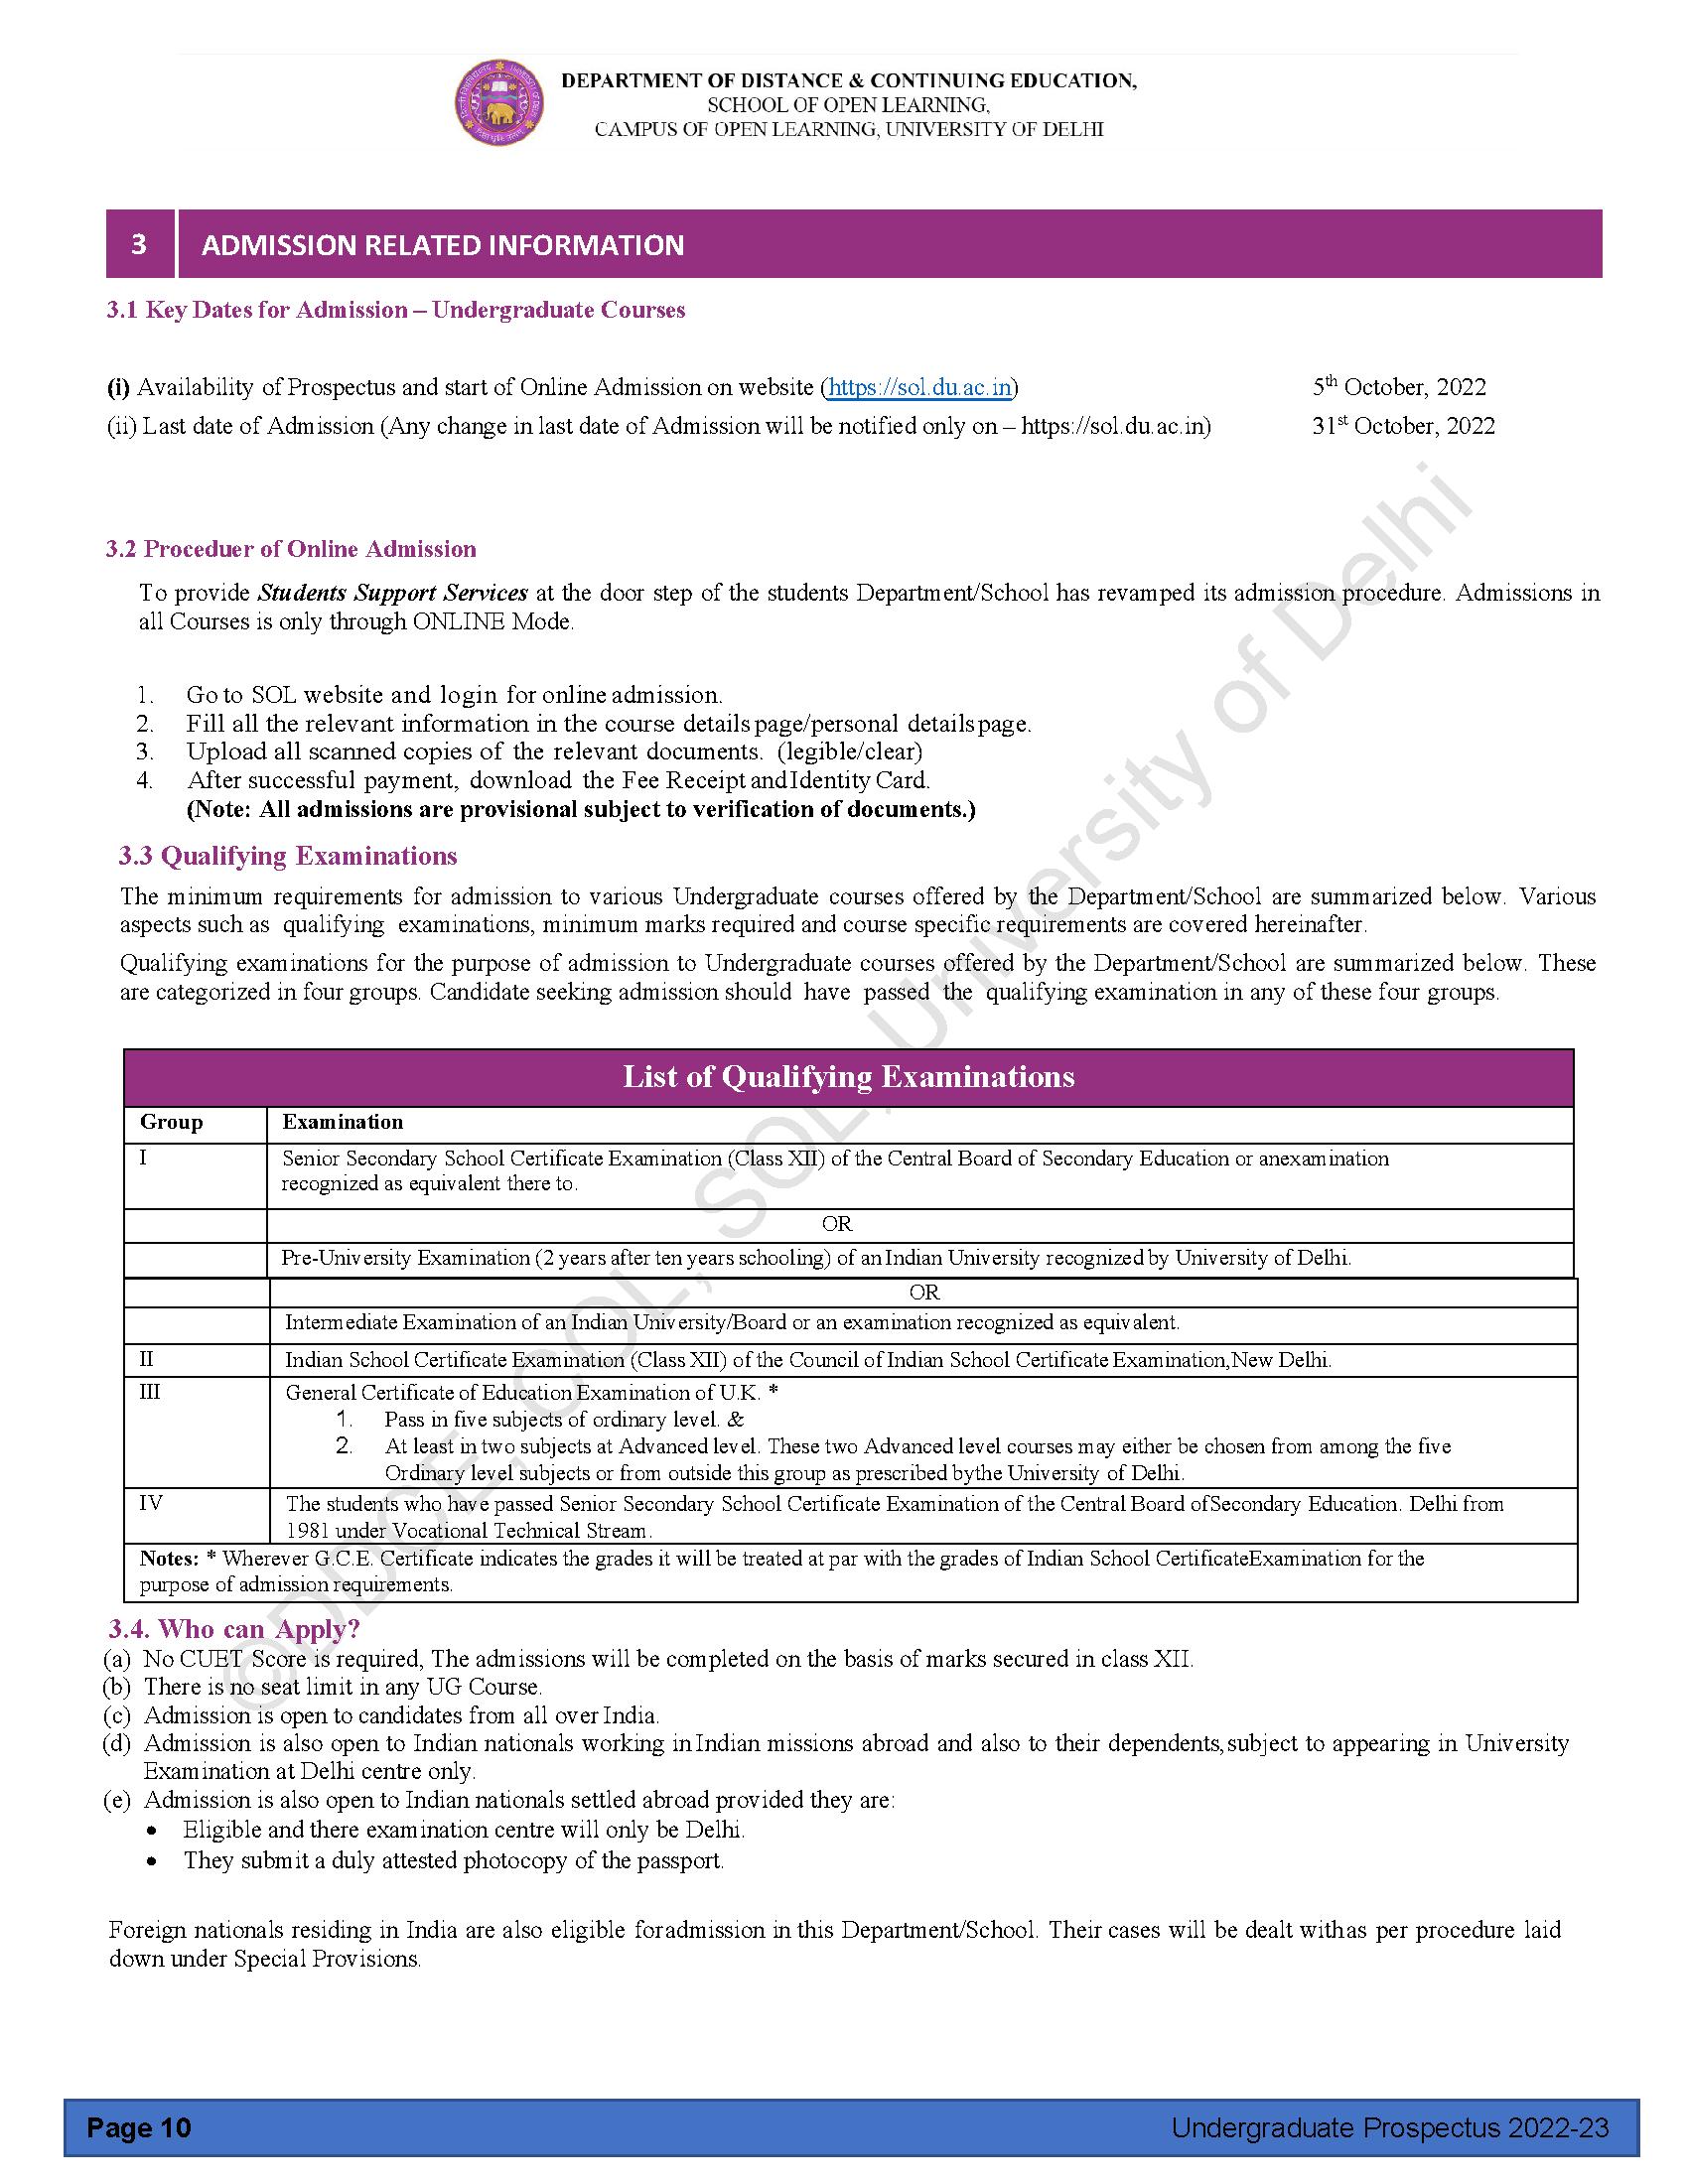 DEPARTMENT OF DISTANCE & CONTINUING EDUCATION,
SCHOOL OF OPEN LEARNING,
CAMPUS OF OPEN LEARNING, UNIVERSITY OF DELHI
3 ADMISSION RELATED INFORMATION
3.1 Key Dates for Admission – Undergraduate Courses
(i) Availability of Prospectus and start of Online Admission on website (https://sol.du.ac.in) 5th October, 2022
(ii) Last date of Admission (Any change in last date of Admission will be notified only on – https://sol.du.ac.in) 31st October, 2022
3.2 Proceduer of Online Admission
To provide Students Support Services at the door step of the students Department/School has revamped its admission procedure. Admissions in
all Courses is only through ONLINE Mode.
1. Go to SOL website and login for online admission.
2. Fill all the relevant information in the course details page/personal details page.
3. Upload all scanned copies of the relevant documents. (legible/clear)
4. After successful payment, download the Fee Receipt andIdentity Card.
(Note: All admissions are provisional subject to verification of documents.)
3.3 Qualifying Examinations
The minimum requirements for admission to various Undergraduate courses offered by the Department/School are summarized below. Various
aspects such as qualifying examinations, minimum marks required and course specific requirements are covered hereinafter.
Qualifying examinations for the purpose of admission to Undergraduate courses offered by the Department/School are summarized below. These
are categorized in four groups. Candidate seeking admission should have passed the qualifying examination in any of these four groups.
List of Qualifying Examinations
Group Examination
I Senior Secondary School Certificate Examination (Class XII) of the Central Board of Secondary Education or anexamination
recognized as equivalent there to.
OR
Pre-University Examination (2 years after ten years schooling) of an Indian University recognized by University of Delhi.
OR
Intermediate Examination of an Indian University/Board or an examination recognized as equivalent.
II Indian School Certificate Examination (Class XII) of the Council of Indian School Certificate Examination,New Delhi.
III General Certificate of Education Examination of U.K. *
1. Pass in five subjects of ordinary level. &
2. At least in two subjects at Advanced level. These two Advanced level courses may either be chosen from among the five
Ordinary level subjects or from outside this group as prescribed bythe University of Delhi.
IV The students who have passed Senior Secondary School Certificate Examination of the Central Board ofSecondary Education. Delhi from
1981 under Vocational Technical Stream.
Notes: * Wherever G.C.E. Certificate indicates the grades it will be treated at par with the grades of Indian School CertificateExamination for the
purpose of admission requirements.
3.4. Who can Apply?
(a) No CUET Score is required, The admissions will be completed on the basis of marks secured in class XII.
(b) There is no seat limit in any UG Course.
(c) Admission is open to candidates from all over India.
(d) Admission is also open to Indian nationals working in Indian missions abroad and also to their dependents,subject to appearing in University
Examination at Delhi centre only.
(e) Admission is also open to Indian nationals settled abroad provided they are:
• Eligible and there examination centre will only be Delhi.
• They submit a duly attested photocopy of the passport.
Foreign nationals residing in India are also eligible foradmission in this Department/School. Their cases will be dealt withas per procedure laid
down under Special Provisions.
©DDCE, COL, SOL, University of Delhi
Page 10 Undergraduate Prospectus 2022-23